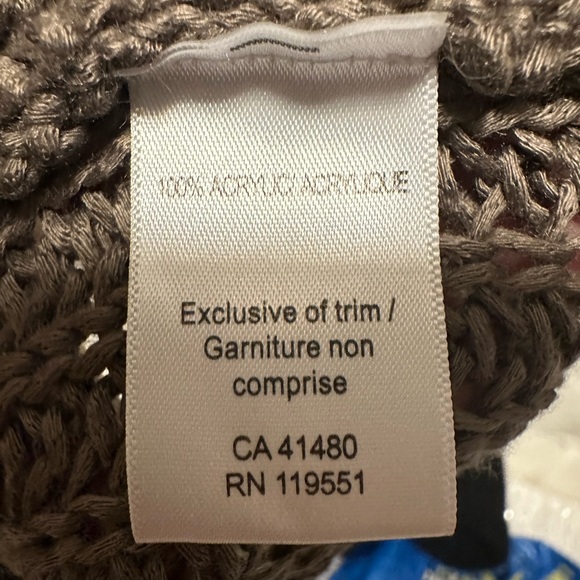 100% ACRYLIC/ ACRYLIQUE
Exclusive of trim /
Garniture non
comprise
CA 41480
RN 119551